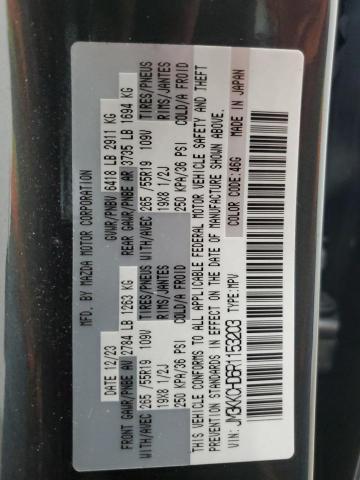 MFD. BY MAZDA MOTOR CORPORATION
DATE 12/23 GVWR/PNBV 6418 LB 2911 KG
FRONT GAWR/PNBE AV 2784 LB 1263 KG REAR GAWR/PNBE AR 3735 LB 1694 KG
WITH/AVEC 265 /55R19 109V TIRES/PNEUS WITH/AVEC 265 /55R19 109V TIRES/PNEUS
19X8 1/2J RIMS/JANTES 19X8 1/2J RIMS/JANTES
250 KPA/36 PSI COLD/A FROID 250 KPA/36 PSI COLD/A FROID
THIS VEHICLE CONFORMS TO ALL APPLICABLE FEDERAL MOTOR VEHICLE SAFETY AND THEFT
PREVENTION STANDARDS IN EFFECT ON THE DATE OF MANUFACTURE SHOWN ABOVE.
MADE IN JAPAN
COLOR CODE:46G
VIN: TYPE:MPV